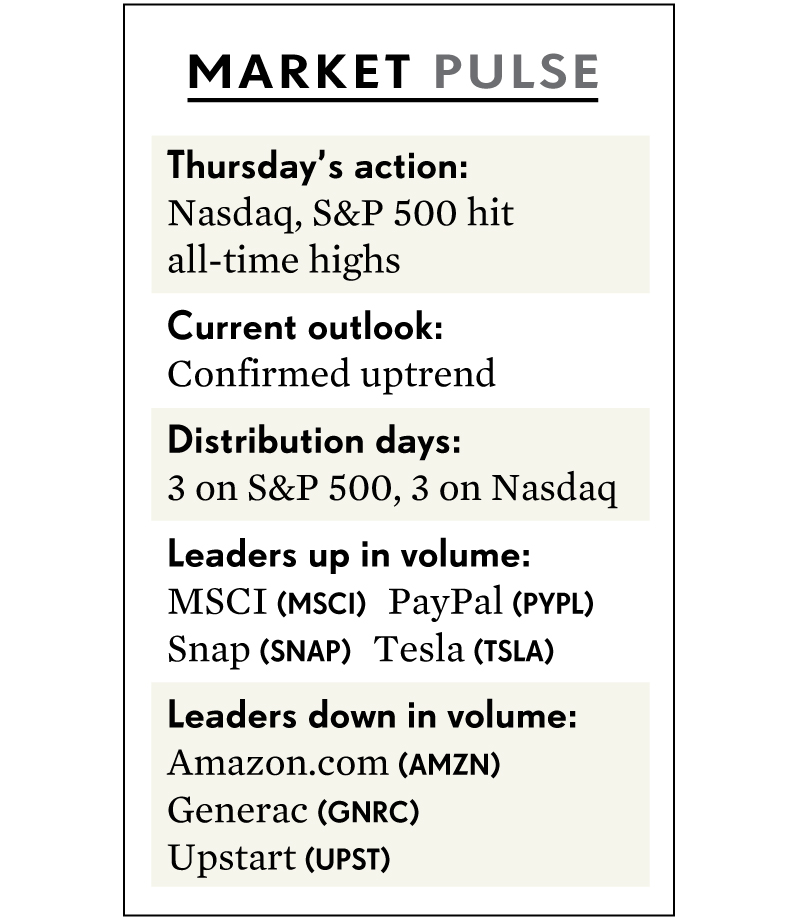 MARKET PULSE
Thursday’s action:
Nasdaq, S&P 500 hit
all-time highs
Current outlook:
Confirmed uptrend
Distribution days:
3 on S&P 500, 3 on Nasdaq
Leaders up in volume:
MSCI (MSCI) PayPal (PYPL)
Snap (SNAP) Tesla (TSLA)
Leaders down in volume:
Amazon.com (AMZN)
Generac (GNRC)
Upstart (UPST)